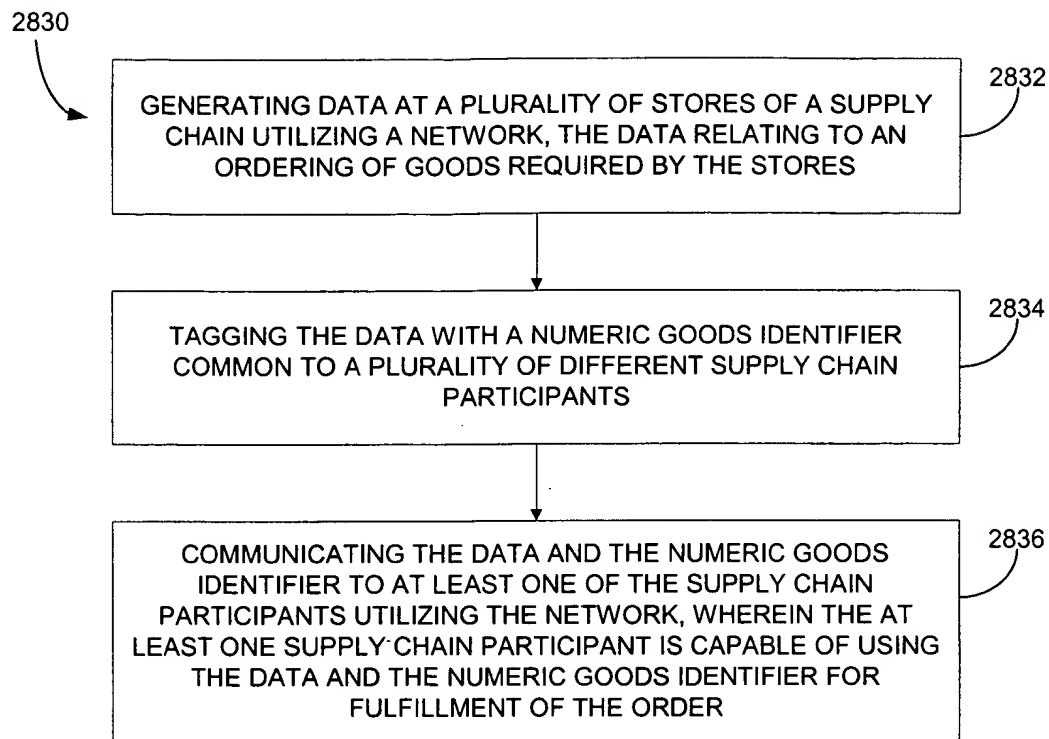 2830
2832
GENERATING DATA AT A PLURALITY OF STORES OF A SUPPLY
CHAIN UTILIZING A NETWORK, THE DATA RELATING TO AN
ORDERING OF GOODS REQUIRED BY THE STORES
2834
TAGGING THE DATA WITH A NUMERIC GOODS IDENTIFIER
COMMON TO A PLURALITY OF DIFFERENT SUPPLY CHAIN
PARTICIPANTS
2836
COMMUNICATING THE DATA AND THE NUMERIC GOODS
IDENTIFIER TO AT LEAST ONE OF THE SUPPLY CHAIN
PARTICIPANTS UTILIZING THE NETWORK, WHEREIN THE AT
LEAST ONE SUPPLY CHAIN PARTICIPANT IS CAPABLE OF USING
THE DATA AND THE NUMERIC GOODS IDENTIFIER FOR
FULFILLMENT OF THE ORDER